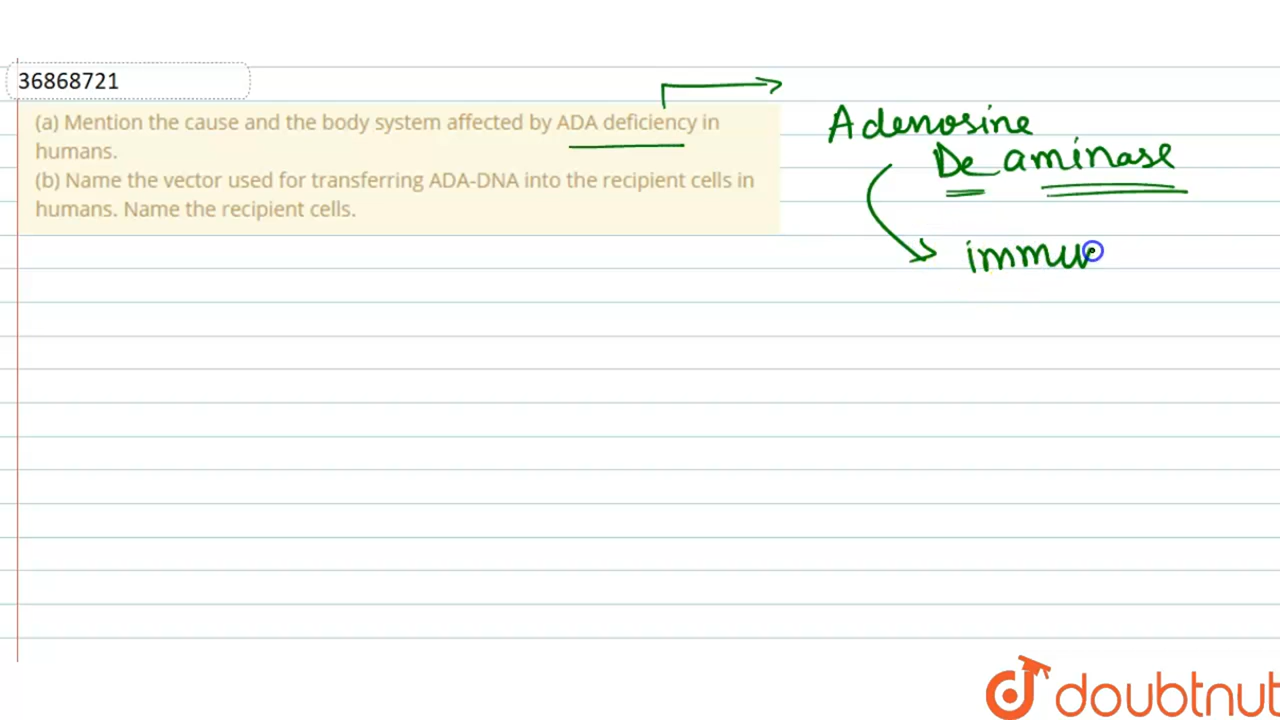 36868721
(a) Mention the cause and the body system affected by ADA deficiency in
humans.
(b) Name the vector used for transferring ADA-DNA into the recipient cells in
humans. Name the recipient cells.
Adenosine
De aminase
immu
doubtnut